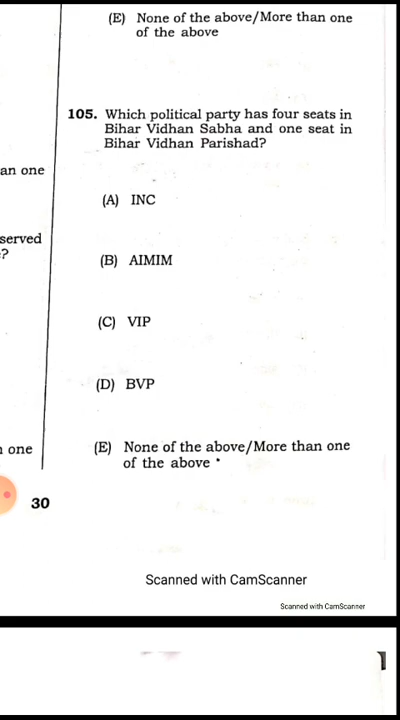 (E) None of the above/More than one
of the above
105. Which political party has four seats in
Bihar Vidhan Sabha and one seat in
Bihar Vidhan Parishad?
an one
(A) INC
served
?
(B) AIMIM
(C) VIP
(D) BVP
one
(E) None of the above/More than one
of the above
30
Scanned with CamScanner
Scanned with CamScanner